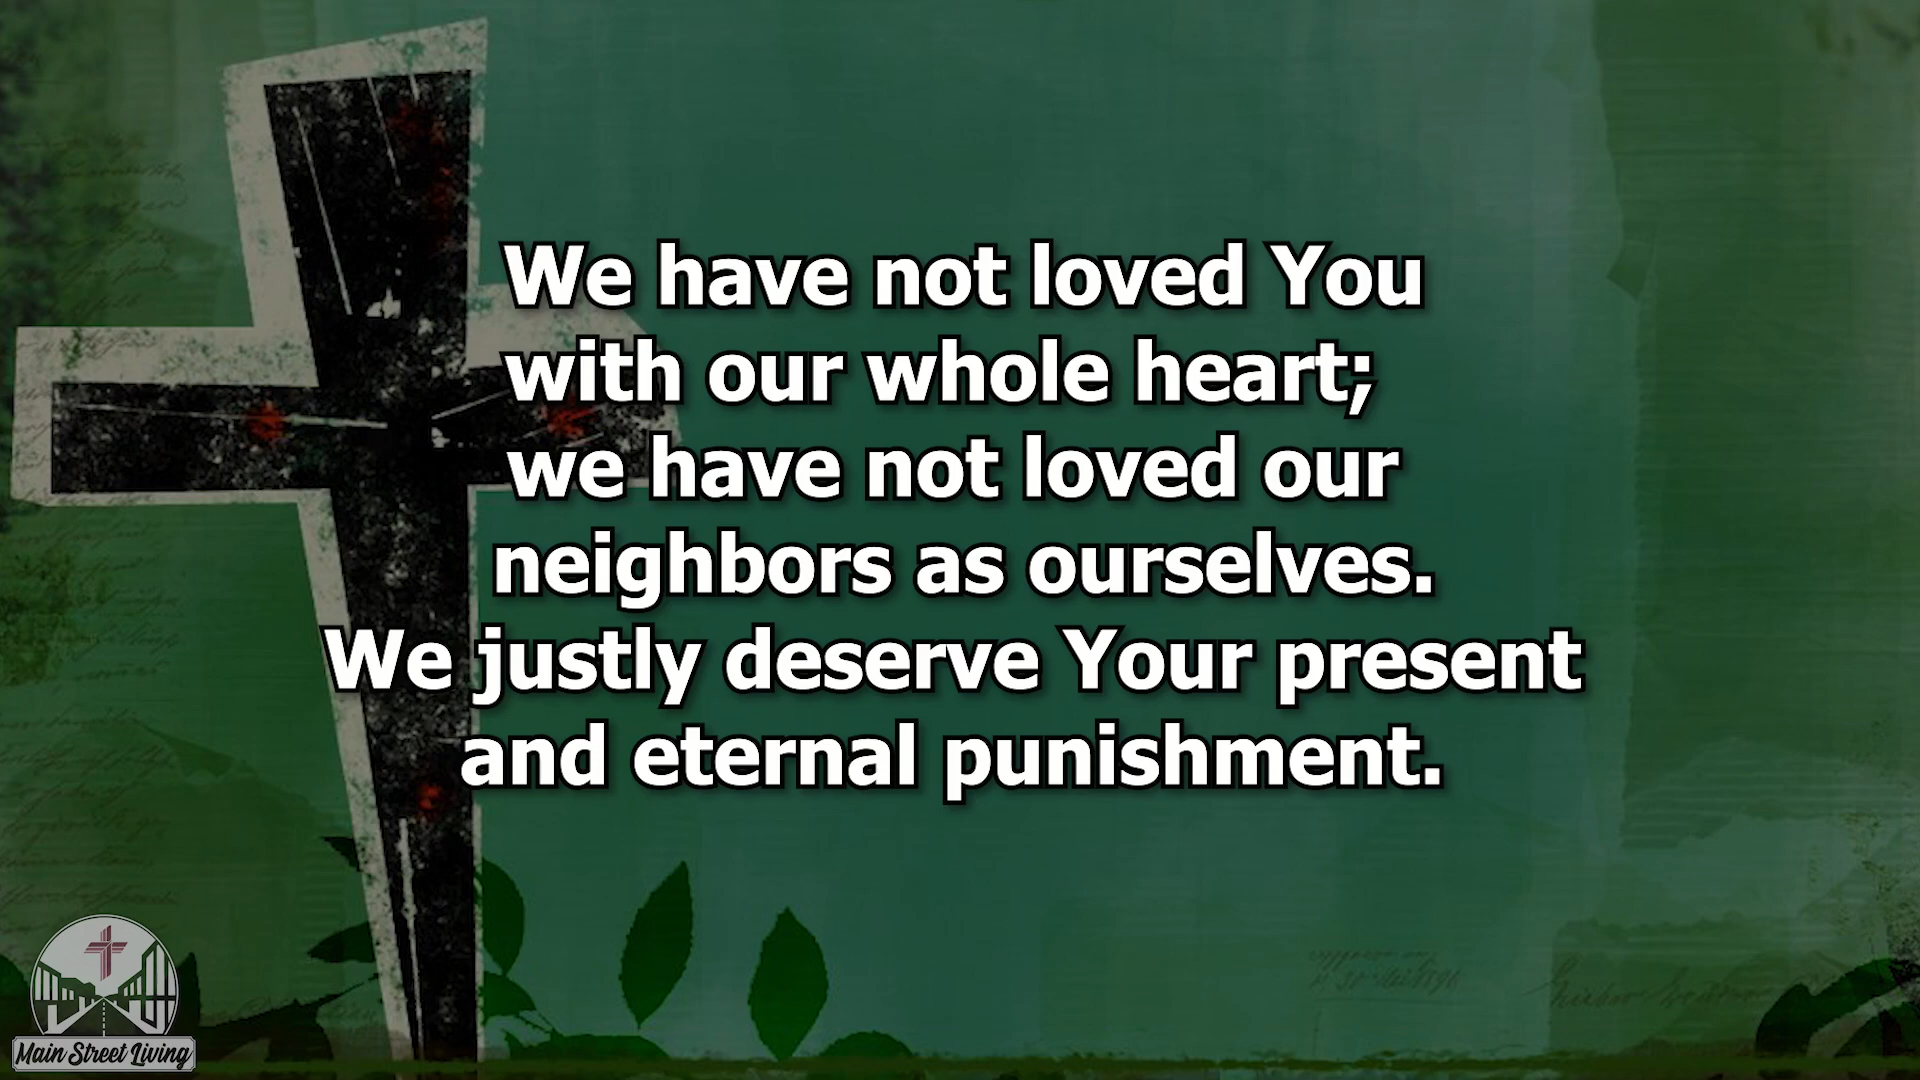 We have not loved You
with our whole heart;
we have not loved our
neighbors as ourselves.
We justly deserve Your present
and eternal punishment.
Main Street Living